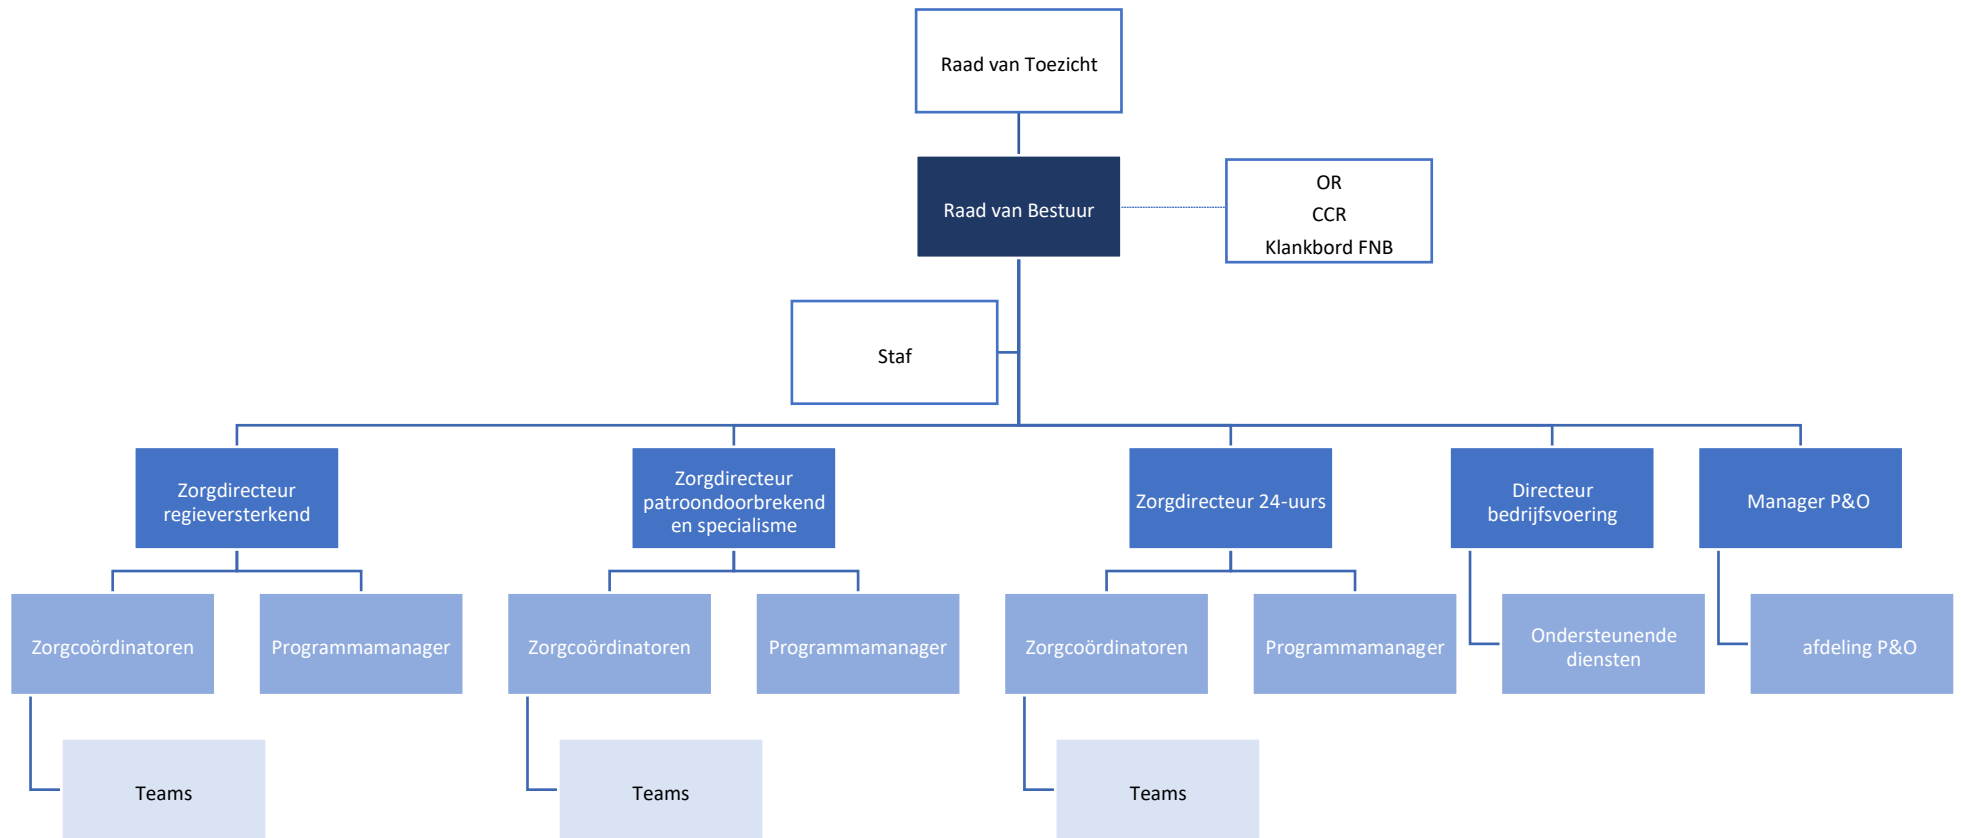 Raad van Toezicht
Raad van Bestuur
OR
CCR
Klankbord FNB
Staf
Zorgdirecteur
regieversterkend
Zorgdirecteur
patroondoorbrekend
en specialisme
Zorgdirecteur 24-uurs
Directeur
bedrijfsvoering
Manager P&O
Zorgcoördinatoren
Programmamanager
Zorgcoördinatoren
Programmamanager
Zorgcoördinatoren
Programmamanager
Ondersteunende
diensten
afdeling P&O
Teams
Teams
Teams